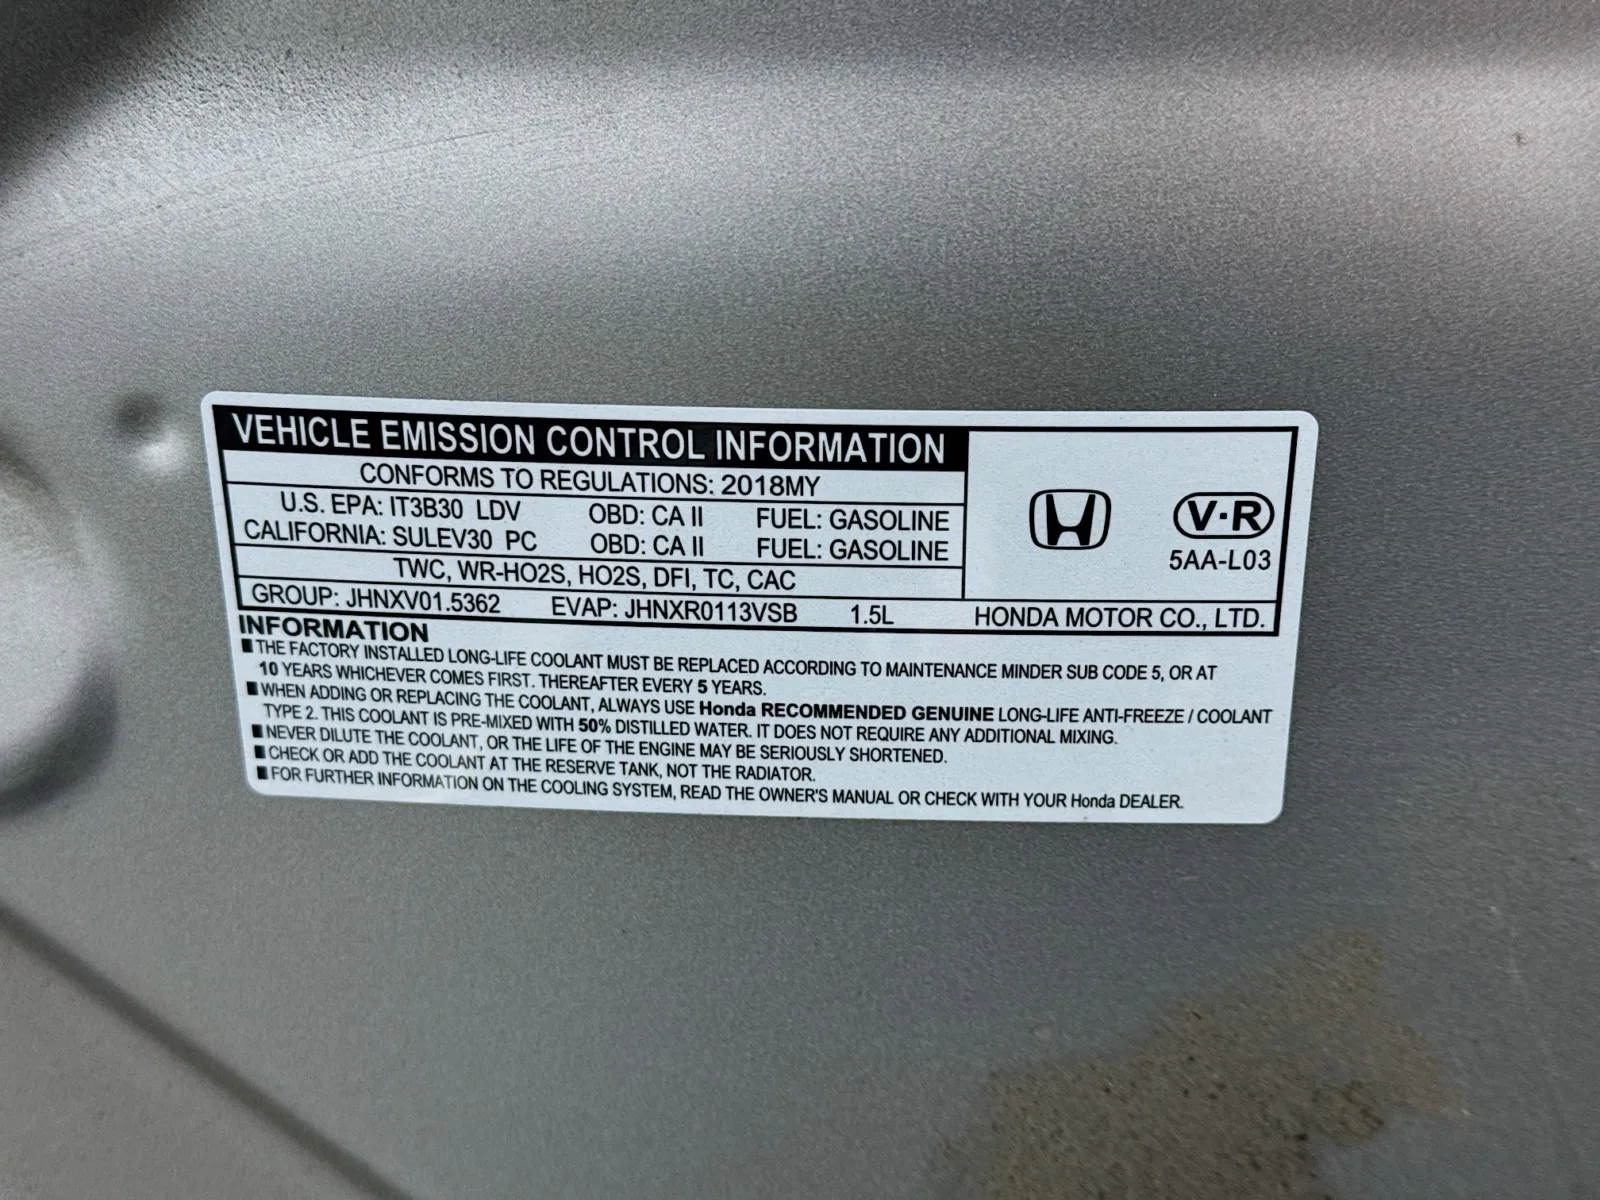 VEHICLE EMISSION CONTROL INFORMATION
CONFORMS TO REGULATIONS: 2018MY
U.S. EPA: IT3B30 LDV OBD: CA II FUEL: GASOLINE
CALIFORNIA: SULEV30 PC OBD: CA II FUEL: GASOLINE
TWC, WR-HO2S, HO2S, DFI, TC, CAC
V·R
5AA-L03
GROUP: JHNXV01.5362 EVAP: JHNXR0113VSB 1.5L HONDA MOTOR CO., LTD.
INFORMATION
■ THE FACTORY INSTALLED LONG-LIFE COOLANT MUST BE REPLACED ACCORDING TO MAINTENANCE MINDER SUB CODE 5, OR AT
10 YEARS WHICHEVER COMES FIRST. THEREAFTER EVERY 5 YEARS.
■ WHEN ADDING OR REPLACING THE COOLANT, ALWAYS USE Honda RECOMMENDED GENUINE LONG-LIFE ANTI-FREEZE / COOLANT
TYPE 2. THIS COOLANT IS PRE-MIXED WITH 50% DISTILLED WATER. IT DOES NOT REQUIRE ANY ADDITIONAL MIXING.
■ NEVER DILUTE THE COOLANT, OR THE LIFE OF THE ENGINE MAY BE SERIOUSLY SHORTENED.
■ CHECK OR ADD THE COOLANT AT THE RESERVE TANK, NOT THE RADIATOR.
■ FOR FURTHER INFORMATION ON THE COOLING SYSTEM, READ THE OWNER'S MANUAL OR CHECK WITH YOUR Honda DEALER.